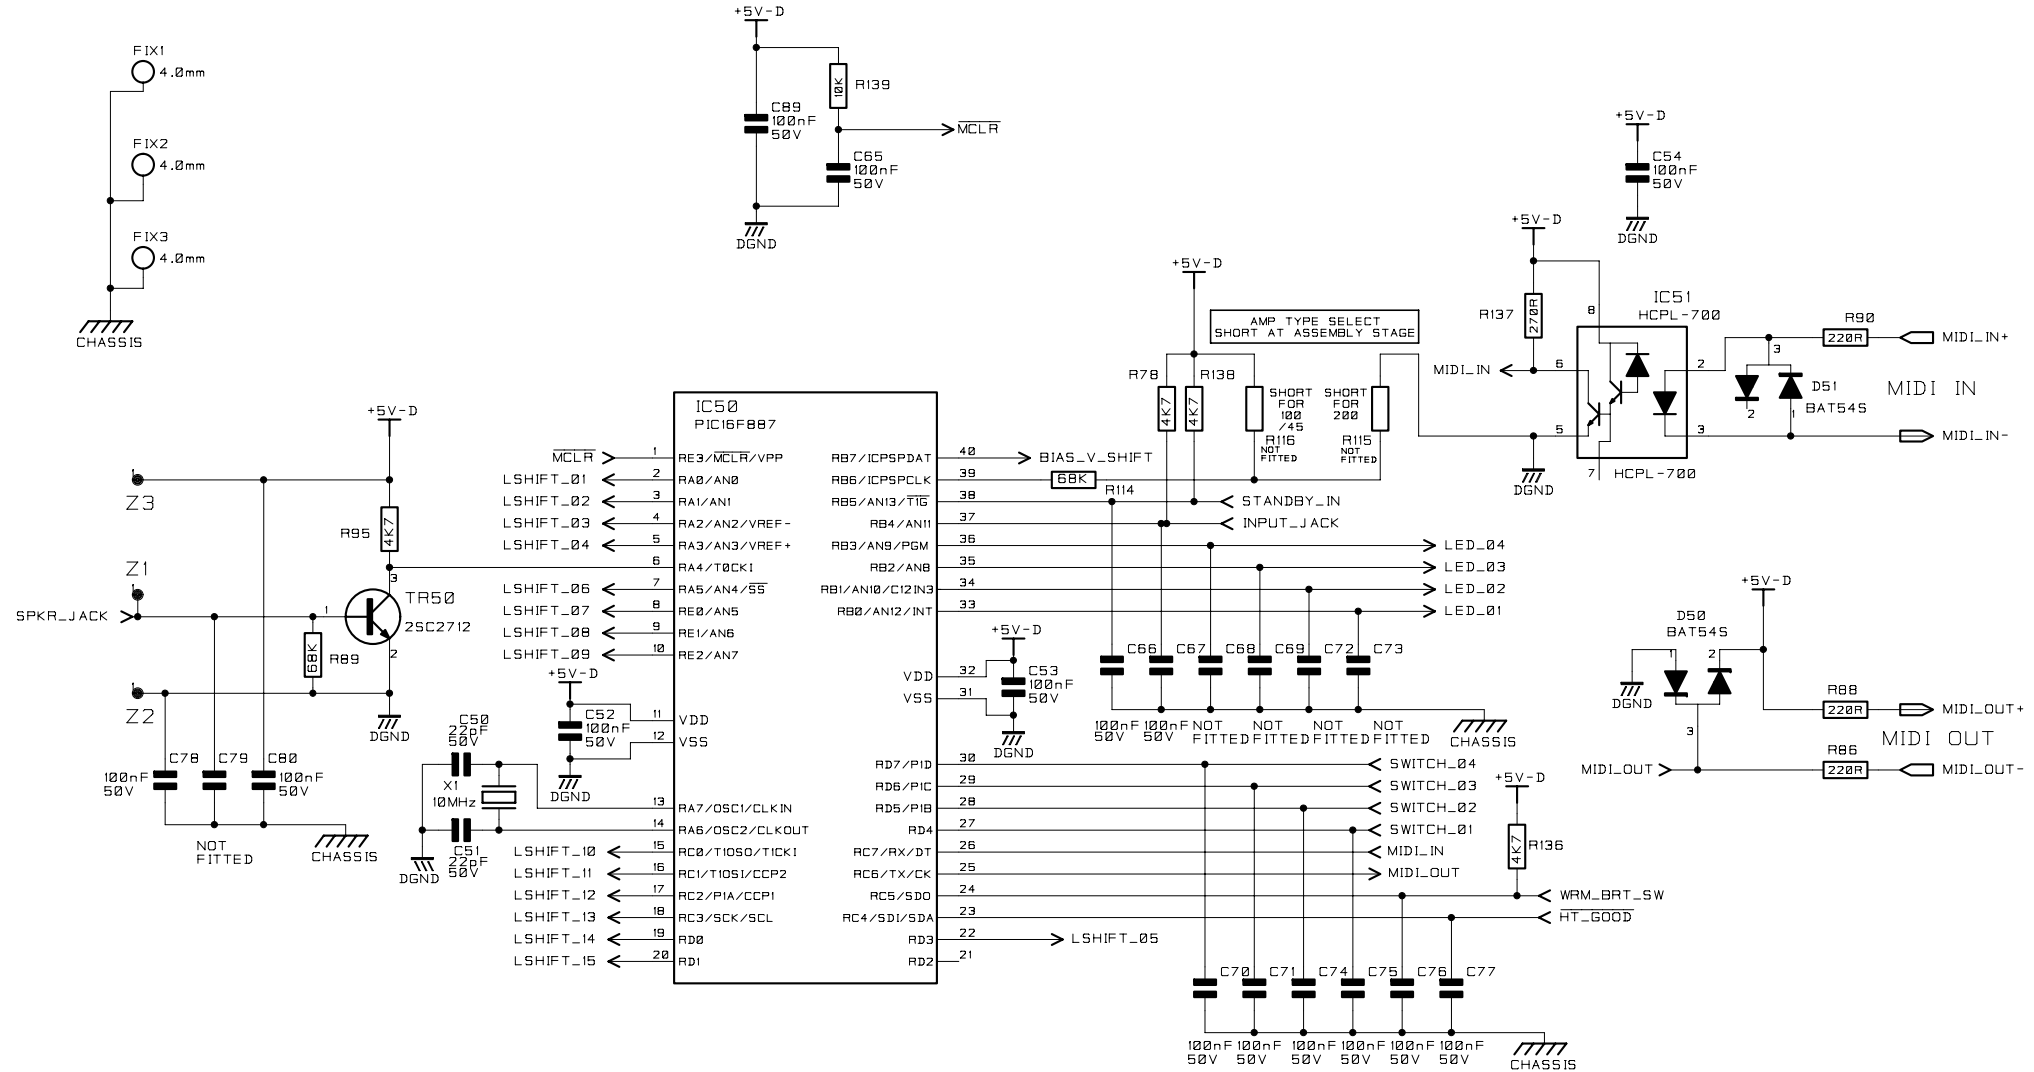 FIX1
4.0mm
FIX2
4.0mm
FIX3
4.0mm
CHASSIS
+5V-D
R139
10K
C89
100nF
50V
MCLR
C65
100nF
50V
DGND
+5V-D
C54
100nF
50V
DGND
+5V-D
AMP TYPE SELECT
SHORT AT ASSEMBLY STAGE
R78
4K7
R138
4K7
SHORT
FOR
100
/45
R116
NOT
FITTED
SHORT
FOR
200
R115
NOT
FITTED
+5V-D
R137
270R
MIDI_IN
IC51
HCPL-700
8
6
5
7
2
3
HCPL-700
DGND
R90
220R
MIDI_IN+
3
2
1
D51
BAT54S
MIDI IN
MIDI_IN-
+5V-D
1
Z3
R95
4K7
Z1
1
SPKR_JACK
1
3
2
TR50
2SC2712
68K
R89
1
Z2
DGND
C78
100nF
50V
C79
NOT
FITTED
C80
100nF
50V
CHASSIS
IC50
PIC16F887
MCLR 1 RE3/MCLR/VPP
LSHIFT_01 2 RA0/AN0
LSHIFT_02 3 RA1/AN1
LSHIFT_03 4 RA2/AN2/VREF-
LSHIFT_04 5 RA3/AN3/VREF+
6 RA4/T0CKI
LSHIFT_06 7 RA5/AN4/SS
LSHIFT_07 8 RE0/AN5
LSHIFT_08 9 RE1/AN6
LSHIFT_09 10 RE2/AN7
+5V-D
C52
100nF
50V
DGND
11 VDD
12 VSS
C50
22pF
50V
X1
10MHz
C51
22pF
50V
DGND
13 RA7/OSC1/CLKIN
14 RA6/OSC2/CLKOUT
LSHIFT_10 15 RC0/T1OSO/T1CKI
LSHIFT_11 16 RC1/T1OSI/CCP2
LSHIFT_12 17 RC2/P1A/CCP1
LSHIFT_13 18 RC3/SCK/SCL
LSHIFT_14 19 RD0
LSHIFT_15 20 RD1
RB7/ICPSPDAT 40 BIAS_V_SHIFT
RB6/ICPSPCLK 39 68K
R114
RB5/AN13/T1G 38 STANDBY_IN
RB4/AN11 37 INPUT_JACK
RB3/AN9/PGM 36 LED_04
RB2/AN8 35 LED_03
RB1/AN10/C12IN3 34 LED_02
RB0/AN12/INT 33 LED_01
+5V-D
VDD 32
VSS 31
C53
100nF
50V
DGND
C66 C67 C68 C69 C72 C73
100nF 100nF NOT NOT NOT NOT
50V 50V FITTED FITTED FITTED FITTED
CHASSIS
RD7/P1D 30 SWITCH_04
RD6/P1C 29 SWITCH_03
RD5/P1B 28 SWITCH_02
RD4 27 SWITCH_01
RC7/RX/DT 26 MIDI_IN
RC6/TX/CK 25 MIDI_OUT
RC5/SDO 24 WRM_BRT_SW
RC4/SDI/SDA 23 HT_GOOD
RD3 22 LSHIFT_05
RD2 21
+5V-D
4K7
R136
C70 C71 C74 C75 C76 C77
100nF 100nF 100nF 100nF 100nF 100nF
50V 50V 50V 50V 50V 50V
CHASSIS
+5V-D
D50
BAT54S
1
2
3
DGND
R88
220R
MIDI_OUT+
MIDI OUT
R86
MIDI_OUT
220R
MIDI_OUT-